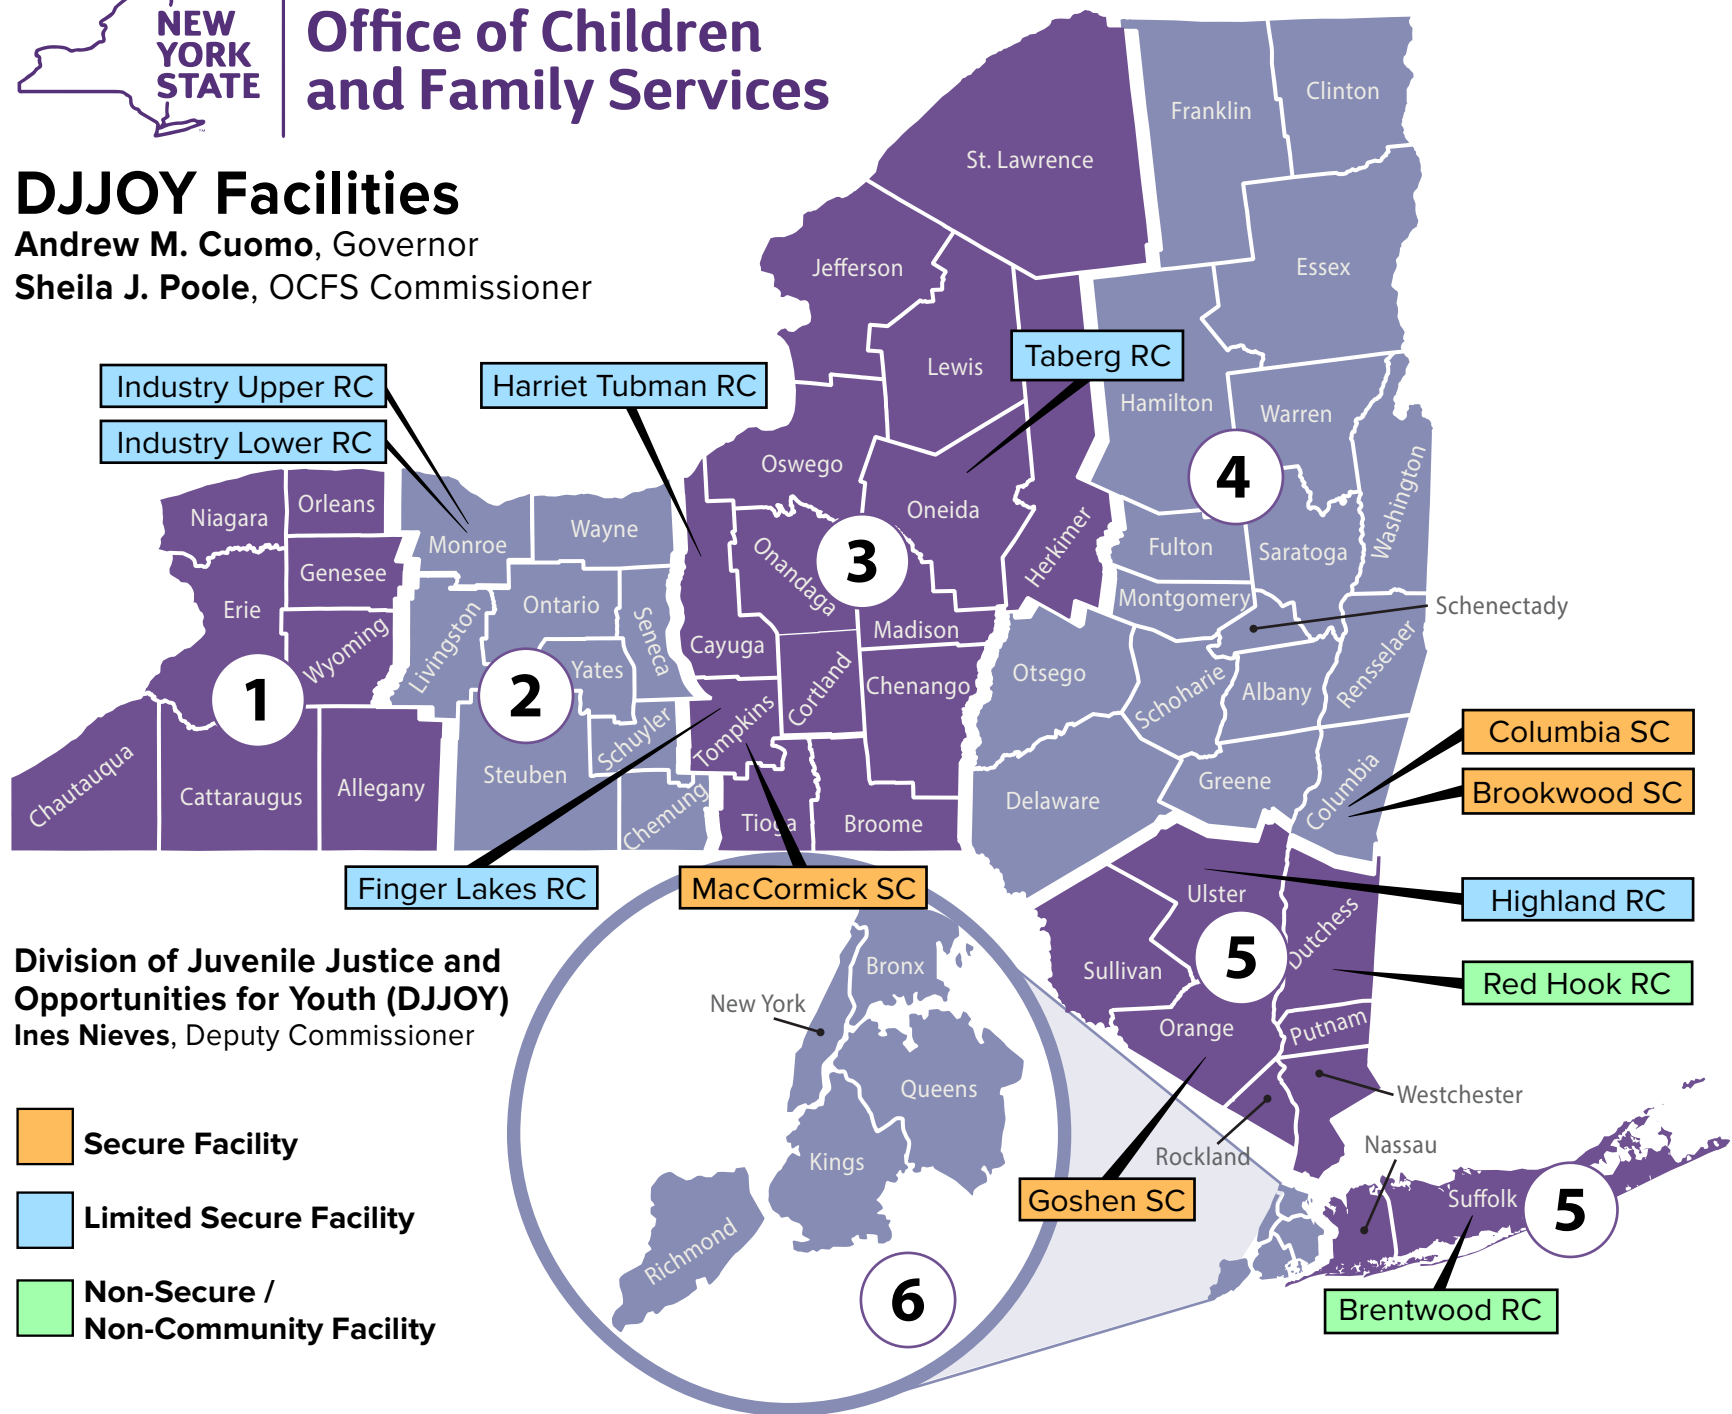 NEW
YORK
STATE
™
Office of Children
and Family Services
DJJOY Facilities
Andrew M. Cuomo, Governor
Sheila J. Poole, OCFS Commissioner
Industry Upper RC
Industry Lower RC
Harriet Tubman RC
Taberg RC
Columbia SC
Brookwood SC
Highland RC
Red Hook RC
Finger Lakes RC
MacCormick SC
Goshen SC
Brentwood RC
Franklin
Clinton
St. Lawrence
Essex
Jefferson
Lewis
Hamilton
Warren
Washington
Oswego
Oneida
Herkimer
4
Fulton
Saratoga
Montgomery
Schenectady
Niagara
Orleans
Monroe
Wayne
Genesee
Erie
Wyoming
Livingston
Ontario
Seneca
Yates
Onandaga
3
Cayuga
Madison
Cortland
Chenango
Otsego
Schoharie
Albany
Rensselaer
1
2
Schuyler
Tompkins
Steuben
Chemung
Chautauqua
Cattaraugus
Allegany
Tioga
Broome
Delaware
Greene
Columbia
Ulster
Sullivan
5
Dutchess
Orange
Putnam
Westchester
Rockland
Nassau
Suffolk
5
Bronx
New York
Queens
Kings
Richmond
6
Division of Juvenile Justice and
Opportunities for Youth (DJJOY)
Ines Nieves, Deputy Commissioner
Secure Facility
Limited Secure Facility
Non-Secure /
Non-Community Facility